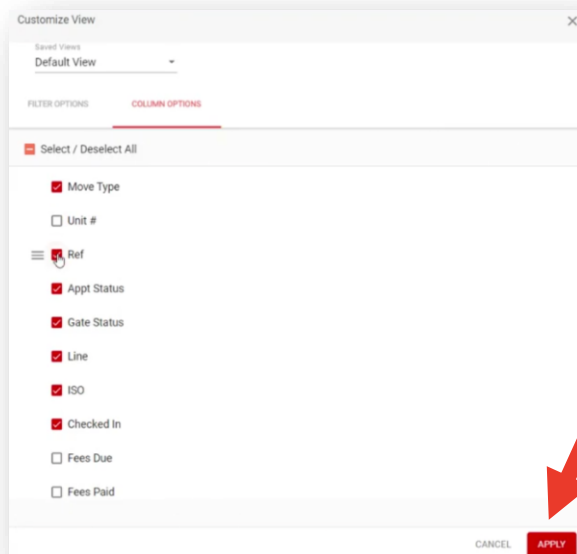 Customize View
Saved Views
Default View
FILTER OPTIONS COLUMN OPTIONS
Select / Deselect All
Move Type
Unit #
Ref
Appt Status
Gate Status
Line
ISO
Checked In
Fees Due
Fees Paid
CANCEL APPLY